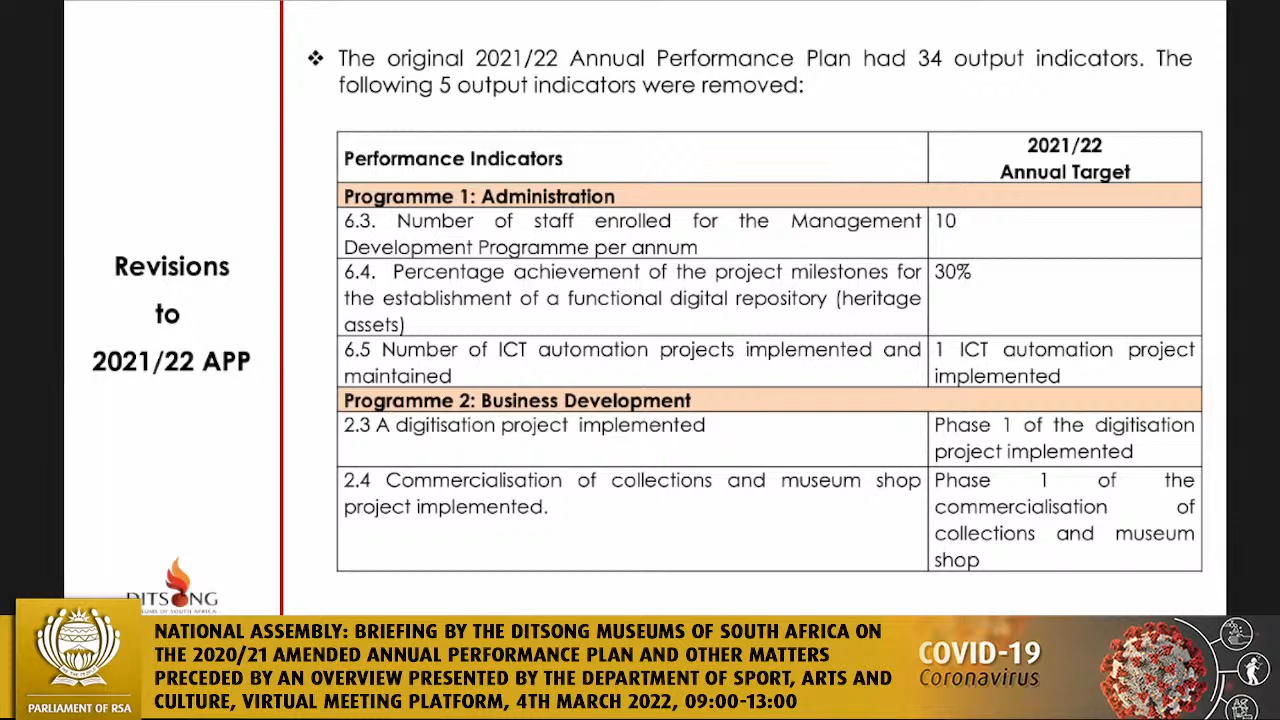 ❖ The original 2021/22 Annual Performance Plan had 34 output indicators. The
following 5 output indicators were removed:
Performance Indicators
2021/22
Annual Target
Programme 1: Administration
6.3. Number of staff enrolled for the Management
Development Programme per annum
10
6.4. Percentage achievement of the project milestones for
the establishment of a functional digital repository (heritage
assets)
30%
6.5 Number of ICT automation projects implemented and
maintained
1 ICT automation project
implemented
Programme 2: Business Development
2.3 A digitisation project implemented
Phase 1 of the digitisation
project implemented
2.4 Commercialisation of collections and museum shop
project implemented.
Phase 1 of the
commercialisation of
collections and museum
shop
Revisions
to
2021/22 APP
DITSONG
MUSEUMS OF SOUTH AFRICA
PARLIAMENT OF RSA
NATIONAL ASSEMBLY: BRIEFING BY THE DITSONG MUSEUMS OF SOUTH AFRICA ON
THE 2020/21 AMENDED ANNUAL PERFORMANCE PLAN AND OTHER MATTERS
PRECEDED BY AN OVERVIEW PRESENTED BY THE DEPARTMENT OF SPORT, ARTS AND
CULTURE, VIRTUAL MEETING PLATFORM, 4TH MARCH 2022, 09:00-13:00
COVID-19
Coronavirus